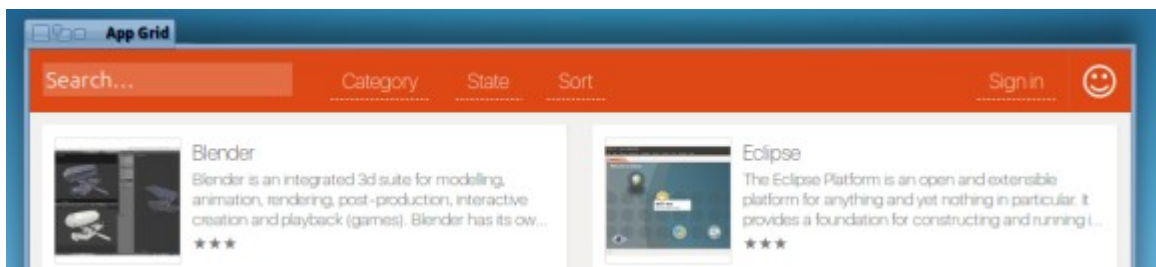 App Grid
Search...
Category State Sort Sign in
Blender
Blender is an integrated 3d suite for modelling,
animation, rendering, post-production, interactive
creation and playback (games). Blender has its ow...
★★★
Eclipse
The Eclipse Platform is an open and extensible
platform for anything and yet nothing in particular. It
provides a foundation for constructing and running i...
★★★